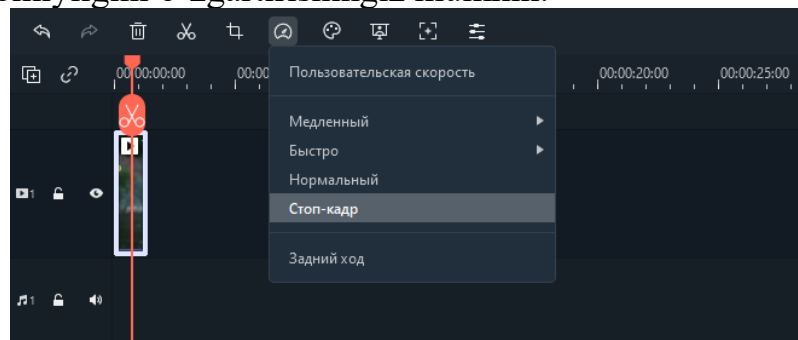 00:00:00:00
00:00
00:00:20:00
00:00:25:00
Пользовательская скорость
Медленный
Быстро
Нормальный
1
Стоп-кадр
Задний ход
1